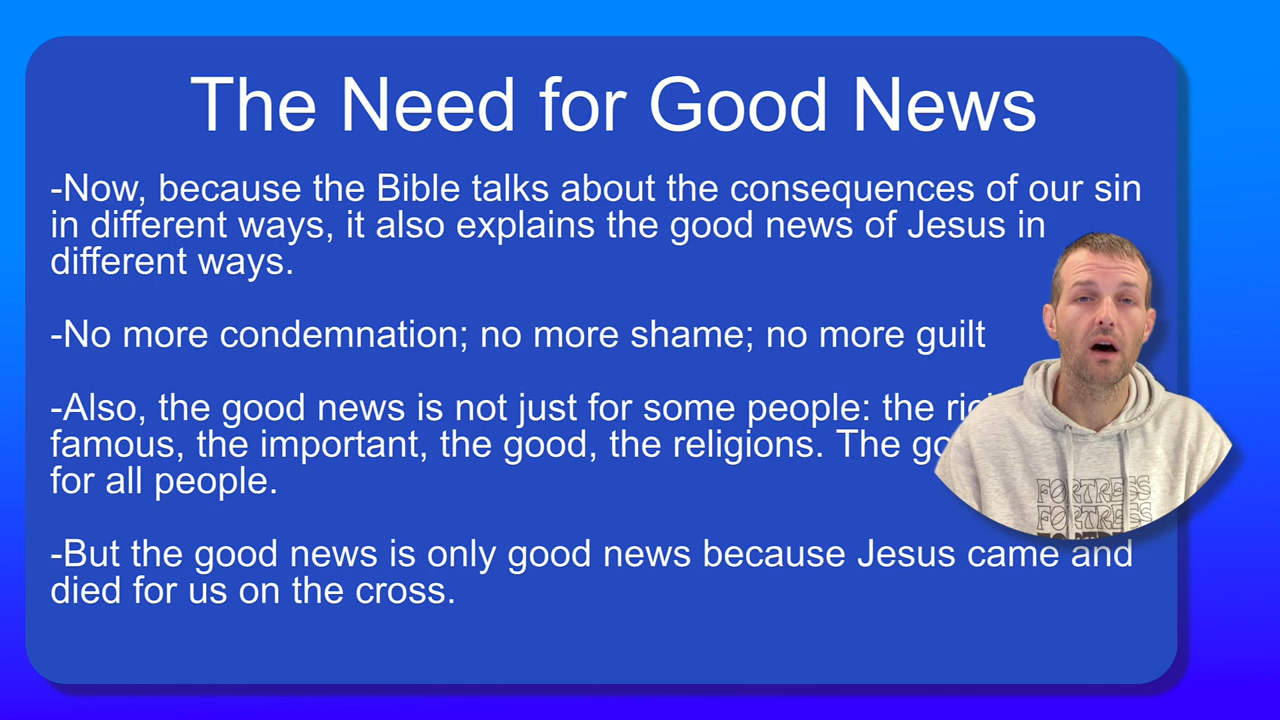 The Need for Good News
-Now, because the Bible talks about the consequences of our sin
in different ways, it also explains the good news of Jesus in
different ways.
-No more condemnation; no more shame; no more guilt
-Also, the good news is not just for some people: the
famous, the important, the good, the religions. The
for all people.
-But the good news is only good news because Jesus came and
died for us on the cross.
FORTRESS
FORTRESS